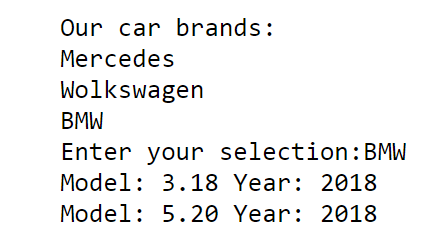 Our car brands:
Mercedes
Wolkswagen
BMW
Enter your selection:BMW
Model: 3.18 Year: 2018
Model: 5.20 Year: 2018